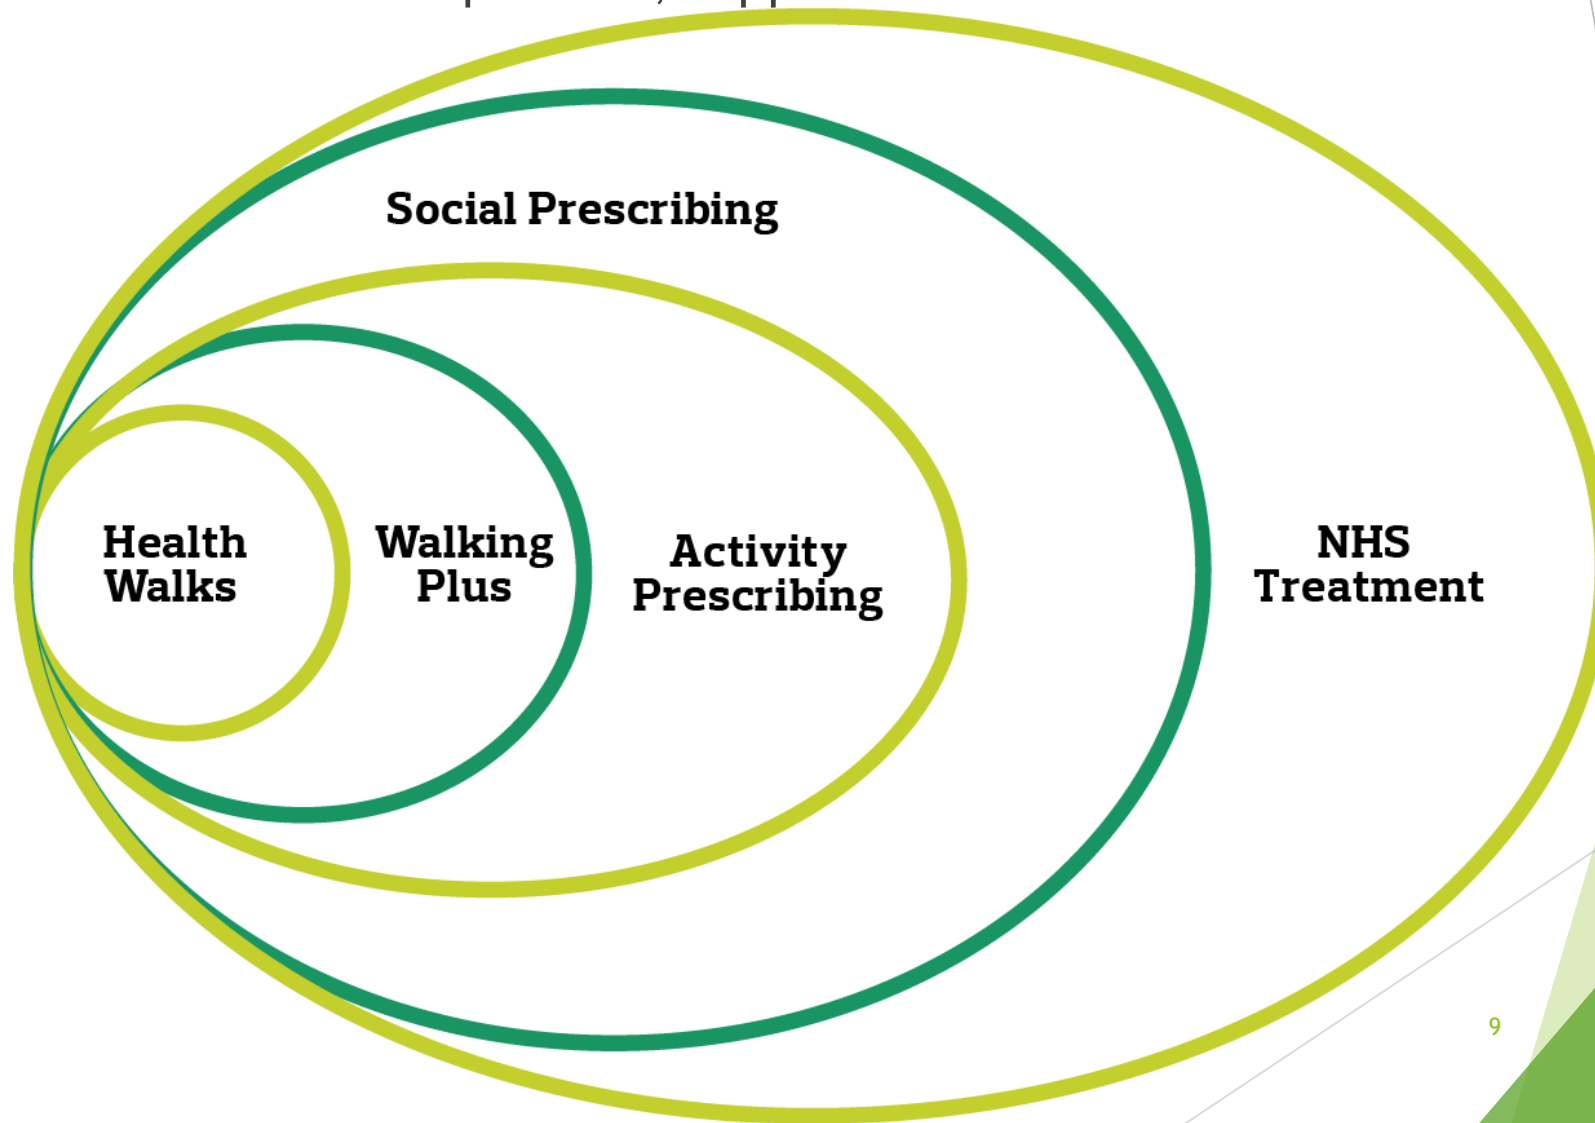 Social Prescribing
Health
Walks
Walking
Plus
Activity
Prescribing
NHS
Treatment
9